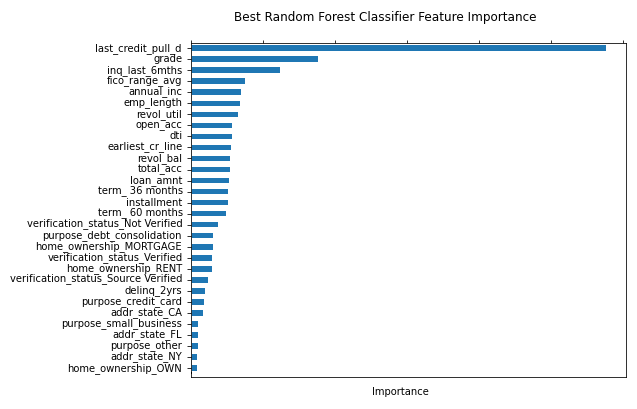 Best Random Forest Classifier Feature Importance
last_credit_pull_d
grade
inq_last_6mths
fico_range_avg
annual_inc
emp_length
revol_util
open_acc
dti
earliest_cr_line
revol_bal
total_acc
loan_amnt
term_ 36 months
installment
term_ 60 months
verification_status_Not Verified
purpose_debt_consolidation
home_ownership_MORTGAGE
verification_status_Verified
home_ownership_RENT
verification_status_Source Verified
delinq_2yrs
purpose_credit_card
addr_state_CA
purpose_small_business
addr_state_FL
purpose_other
addr_state_NY
home_ownership_OWN
Importance